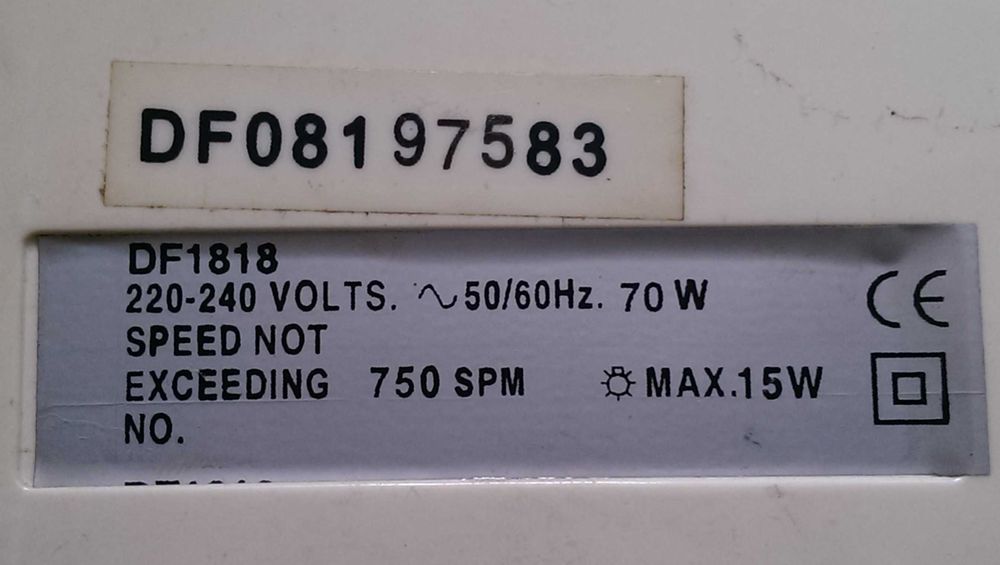 DF08197583
DF1818
220-240 VOLTS. ∿ 50/60Hz. 70 W
SPEED NOT
EXCEEDING 750 SPM MAX.15W
NO.
CE